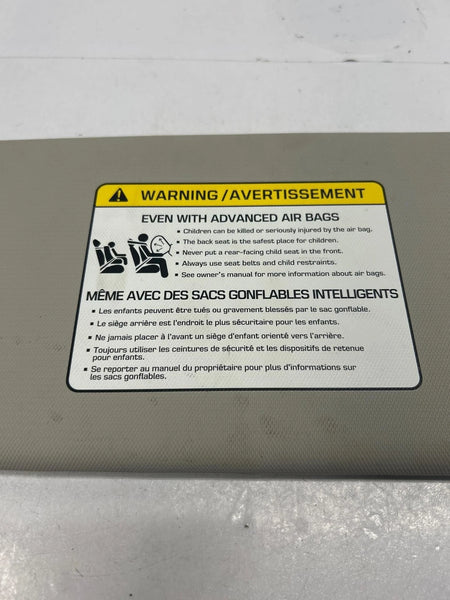 WARNING/AVERTISSEMENT
EVEN WITH ADVANCED AIR BAGS
• Children can be killed or seriously injured by the air bag.
• The back seat is the safest place for children.
• Never put a rear-facing child seat in the front.
• Always use seat belts and child restraints.
• See owner's manual for more information about air bags.
MÊME AVEC DES SACS GONFLABLES INTELLIGENTS
• Les enfants peuvent être tués ou gravement blessés par le sac gonflable.
• Le siège arrière est l'endroit le plus sécuritaire pour les enfants.
• Ne jamais placer à l'avant un siège d'enfant orienté vers l'arrière.
• Toujours utiliser les ceintures de sécurité et les dispositifs de retenue
pour enfants.
• Se reporter au manuel du propriétaire pour plus d'informations sur
les sacs gonflables.